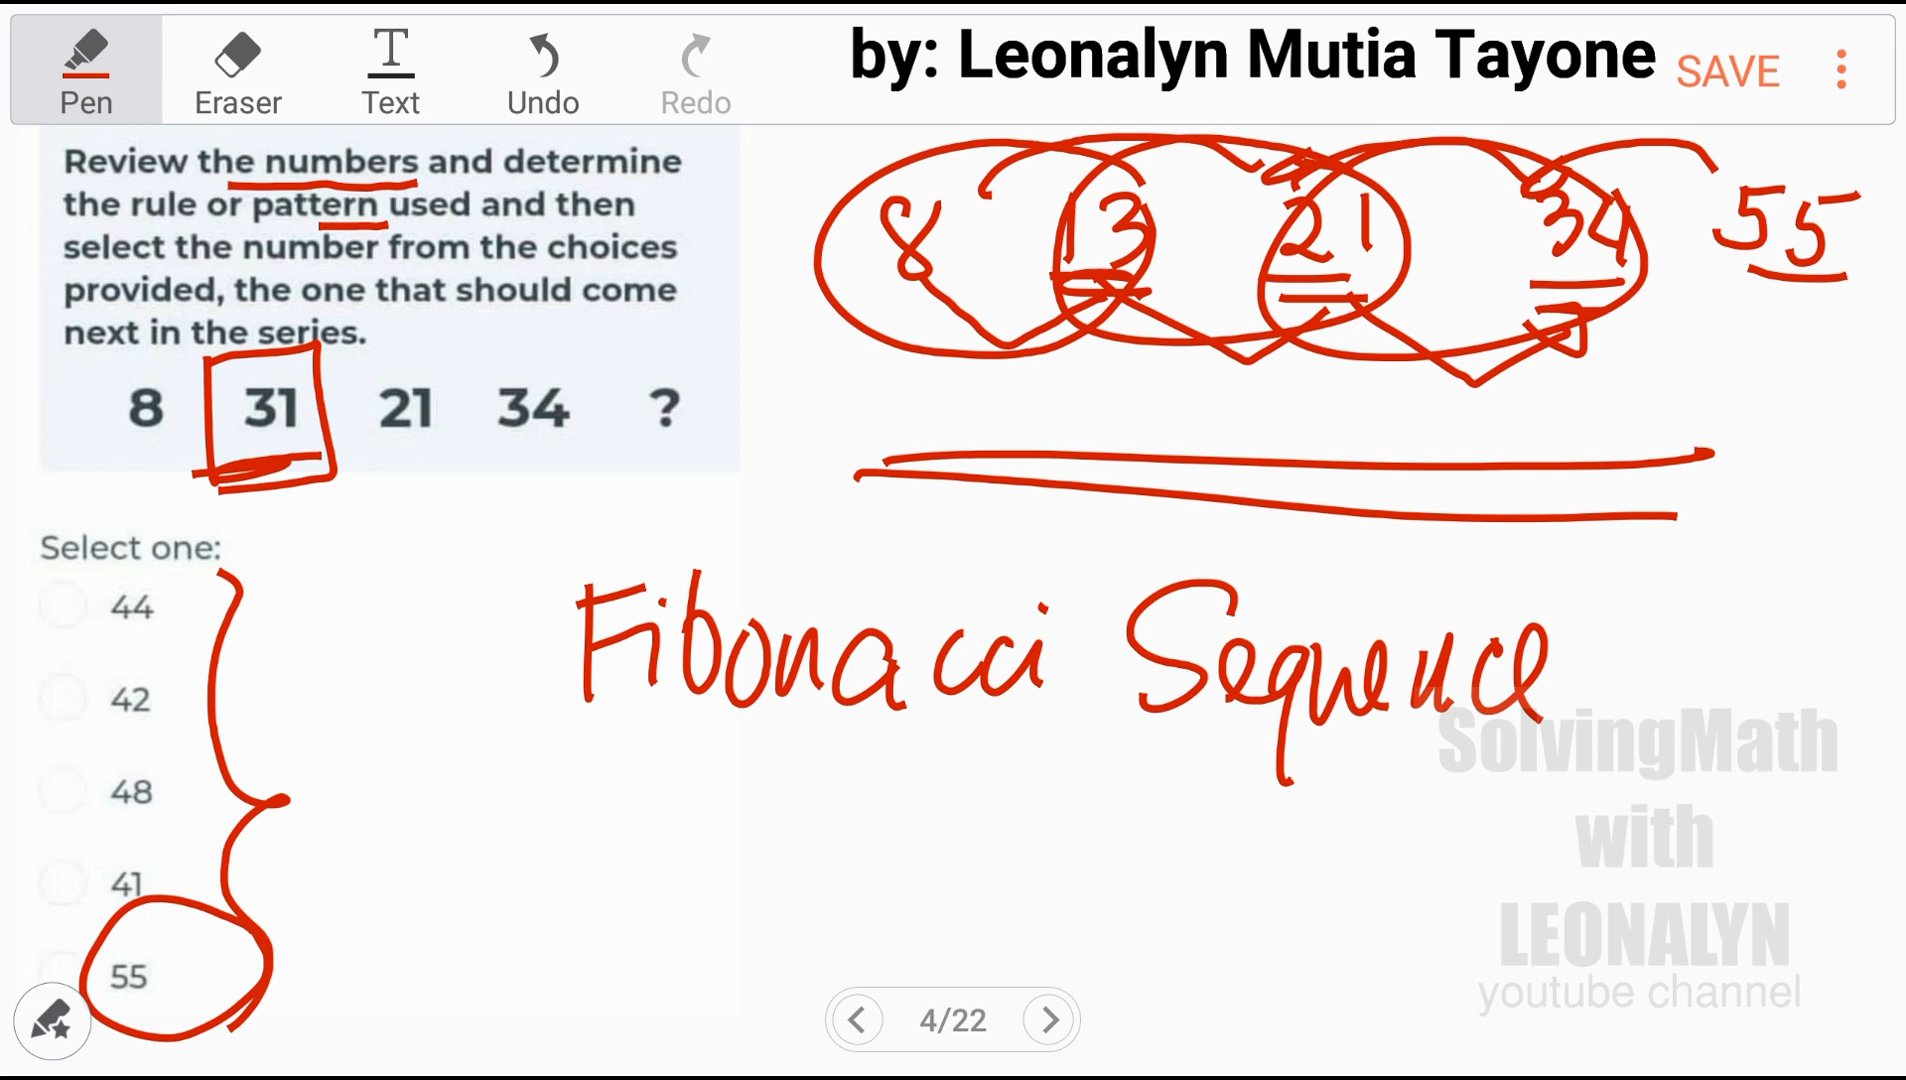 Pen
Eraser
Text
Undo
Redo
by: Leonalyn Mutia Tayone
SAVE
Review the numbers and determine
the rule or pattern used and then
select the number from the choices
provided, the one that should come
next in the series.
8 31 21 34 ?
8 13 21 34 55
Select one:
44
42
48
41
55
Fibonacci Sequence
SolvingMath
with
LEONALYN
youtube channel
4/22